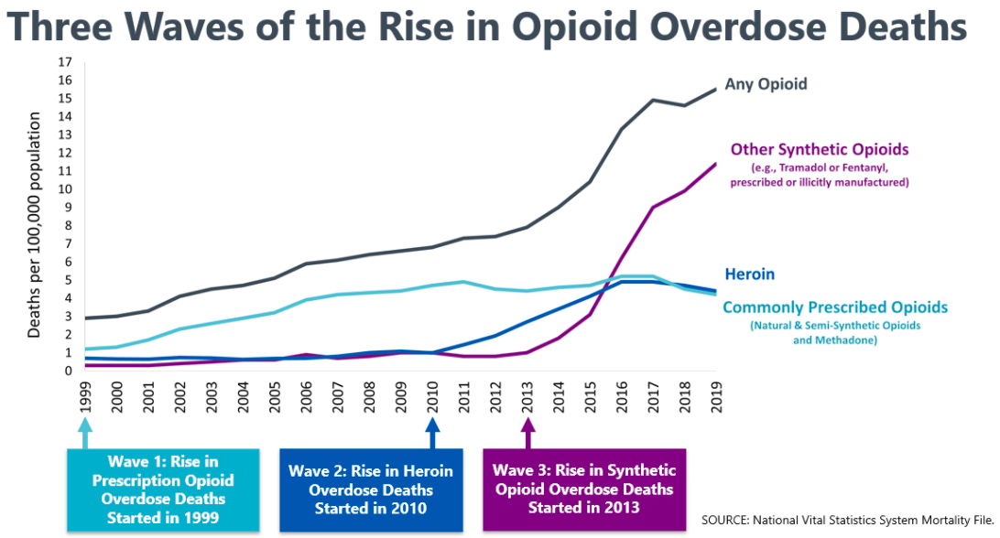 Three Waves of the Rise in Opioid Overdose Deaths
Deaths per 100,000 population
17
16
15
14
13
12
11
10
9
8
7
6
5
4
3
2
1
0
Any Opioid
Other Synthetic Opioids
(e.g., Tramadol or Fentanyl,
prescribed or illicitly manufactured)
Heroin
Commonly Prescribed Opioids
(Natural & Semi-Synthetic Opioids
and Methadone)
1999
2000
2001
2002
2003
2004
2005
2006
2007
2008
2009
2010
2011
2012
2013
2014
2015
2016
2017
2018
2019
Wave 1: Rise in
Prescription Opioid
Overdose Deaths
Started in 1999
Wave 2: Rise in Heroin
Overdose Deaths
Started in 2010
Wave 3: Rise in Synthetic
Opioid Overdose Deaths
Started in 2013
SOURCE: National Vital Statistics System Mortality File.